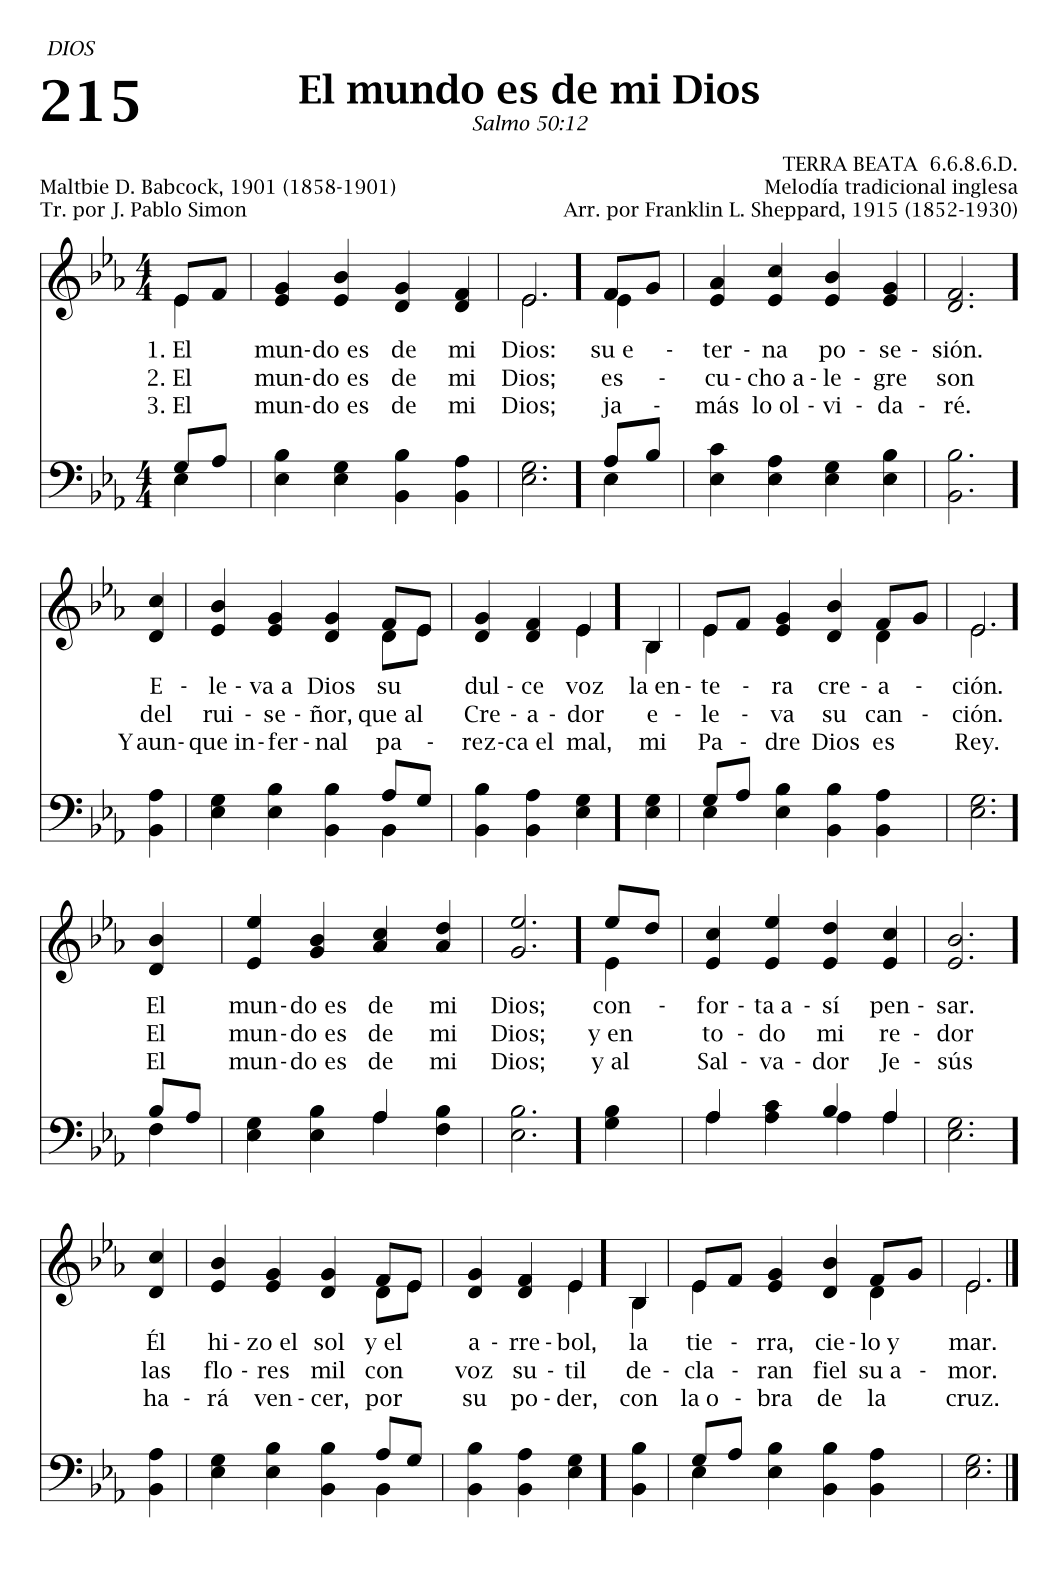 DIOS
215
El mundo es de mi Dios
Salmo 50:12
TERRA BEATA 6.6.8.6.D.
Maltbie D. Babcock, 1901 (1858-1901)
Melodía tradicional inglesa
Tr. por J. Pablo Simon
Arr. por Franklin L. Sheppard, 1915 (1852-1930)
1. El mun-do es de mi Dios: su e - ter - na po - se - sión.
2. El mun-do es de mi Dios; es - cu - cho a - le - gre son
3. El mun-do es de mi Dios; ja - más lo ol - vi - da - ré.
E - le - va a Dios su dul - ce voz la en - te - ra cre - a - ción.
del rui - se - ñor, que al Cre - a - dor e - le - va su can - ción.
Y aun - que in - fer - nal pa - rez - ca el mal, mi Pa - dre Dios es Rey.
El mun-do es de mi Dios; con - for - ta a - sí pen - sar.
El mun-do es de mi Dios; y en to - do mi re - dor
El mun-do es de mi Dios; y al Sal - va - dor Je - sús
Él hi - zo el sol y el a - rre - bol, la tie - rra, cie - lo y mar.
las flo - res mil con voz su - til de - cla - ran fiel su a - mor.
ha - rá ven - cer, por su po - der, con la o - bra de la cruz.